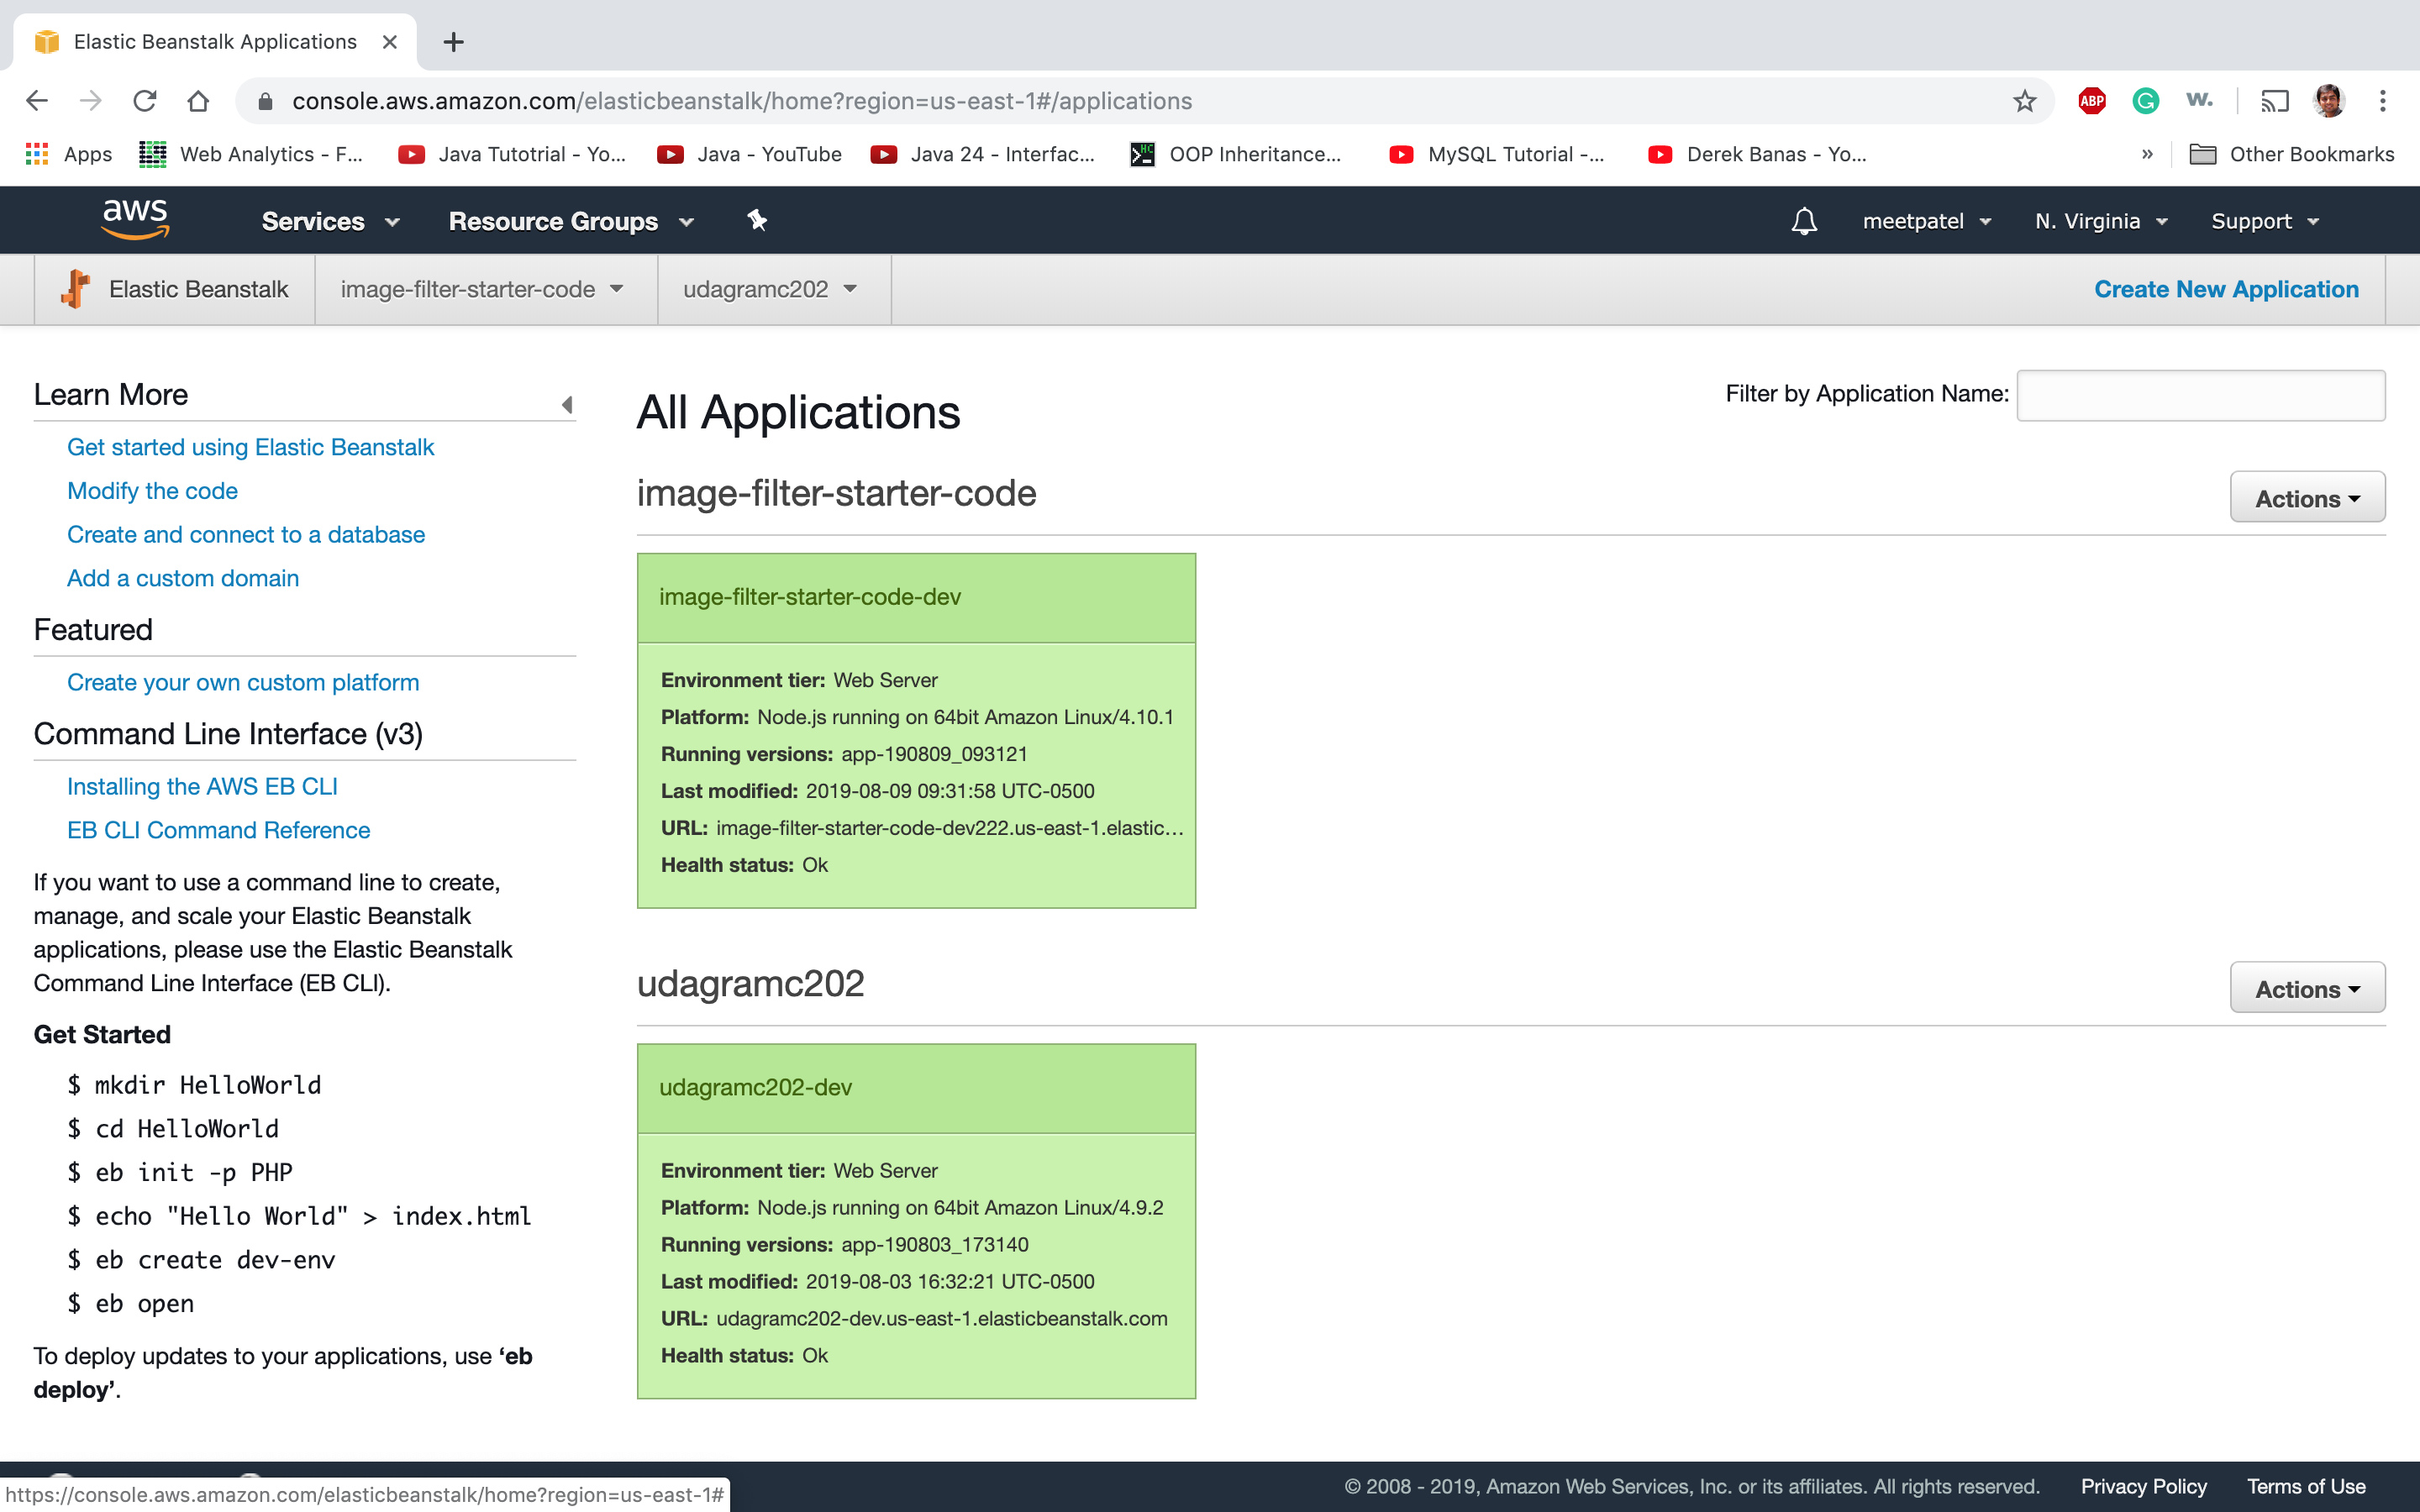 Elastic Beanstalk Applications
console.aws.amazon.com/elasticbeanstalk/home?region=us-east-1#/applications
ABP
G
W.
Apps
Web Analytics - F...
Java Tutotrial - Yo...
Java - YouTube
Java 24 - Interfac...
OOP Inheritance...
MySQL Tutorial -...
Derek Banas - Yo...
»
Other Bookmarks
aws
Services
Resource Groups
meetpatel
N. Virginia
Support
Elastic Beanstalk
image-filter-starter-code
udagramc202
Create New Application
Learn More
Get started using Elastic Beanstalk
Modify the code
Create and connect to a database
Add a custom domain
Featured
Create your own custom platform
Command Line Interface (v3)
Installing the AWS EB CLI
EB CLI Command Reference
If you want to use a command line to create,
manage, and scale your Elastic Beanstalk
applications, please use the Elastic Beanstalk
Command Line Interface (EB CLI).
Get Started
$ mkdir HelloWorld
$ cd HelloWorld
$ eb init -p PHP
$ echo "Hello World" > index.html
$ eb create dev-env
$ eb open
To deploy updates to your applications, use ‘eb
deploy’.
All Applications
Filter by Application Name:
image-filter-starter-code
Actions
image-filter-starter-code-dev
Environment tier: Web Server
Platform: Node.js running on 64bit Amazon Linux/4.10.1
Running versions: app-190809_093121
Last modified: 2019-08-09 09:31:58 UTC-0500
URL: image-filter-starter-code-dev222.us-east-1.elastic...
Health status: Ok
udagramc202
Actions
udagramc202-dev
Environment tier: Web Server
Platform: Node.js running on 64bit Amazon Linux/4.9.2
Running versions: app-190803_173140
Last modified: 2019-08-03 16:32:21 UTC-0500
URL: udagramc202-dev.us-east-1.elasticbeanstalk.com
Health status: Ok
https://console.aws.amazon.com/elasticbeanstalk/home?region=us-east-1#
© 2008 - 2019, Amazon Web Services, Inc. or its affiliates. All rights reserved.
Privacy Policy
Terms of Use